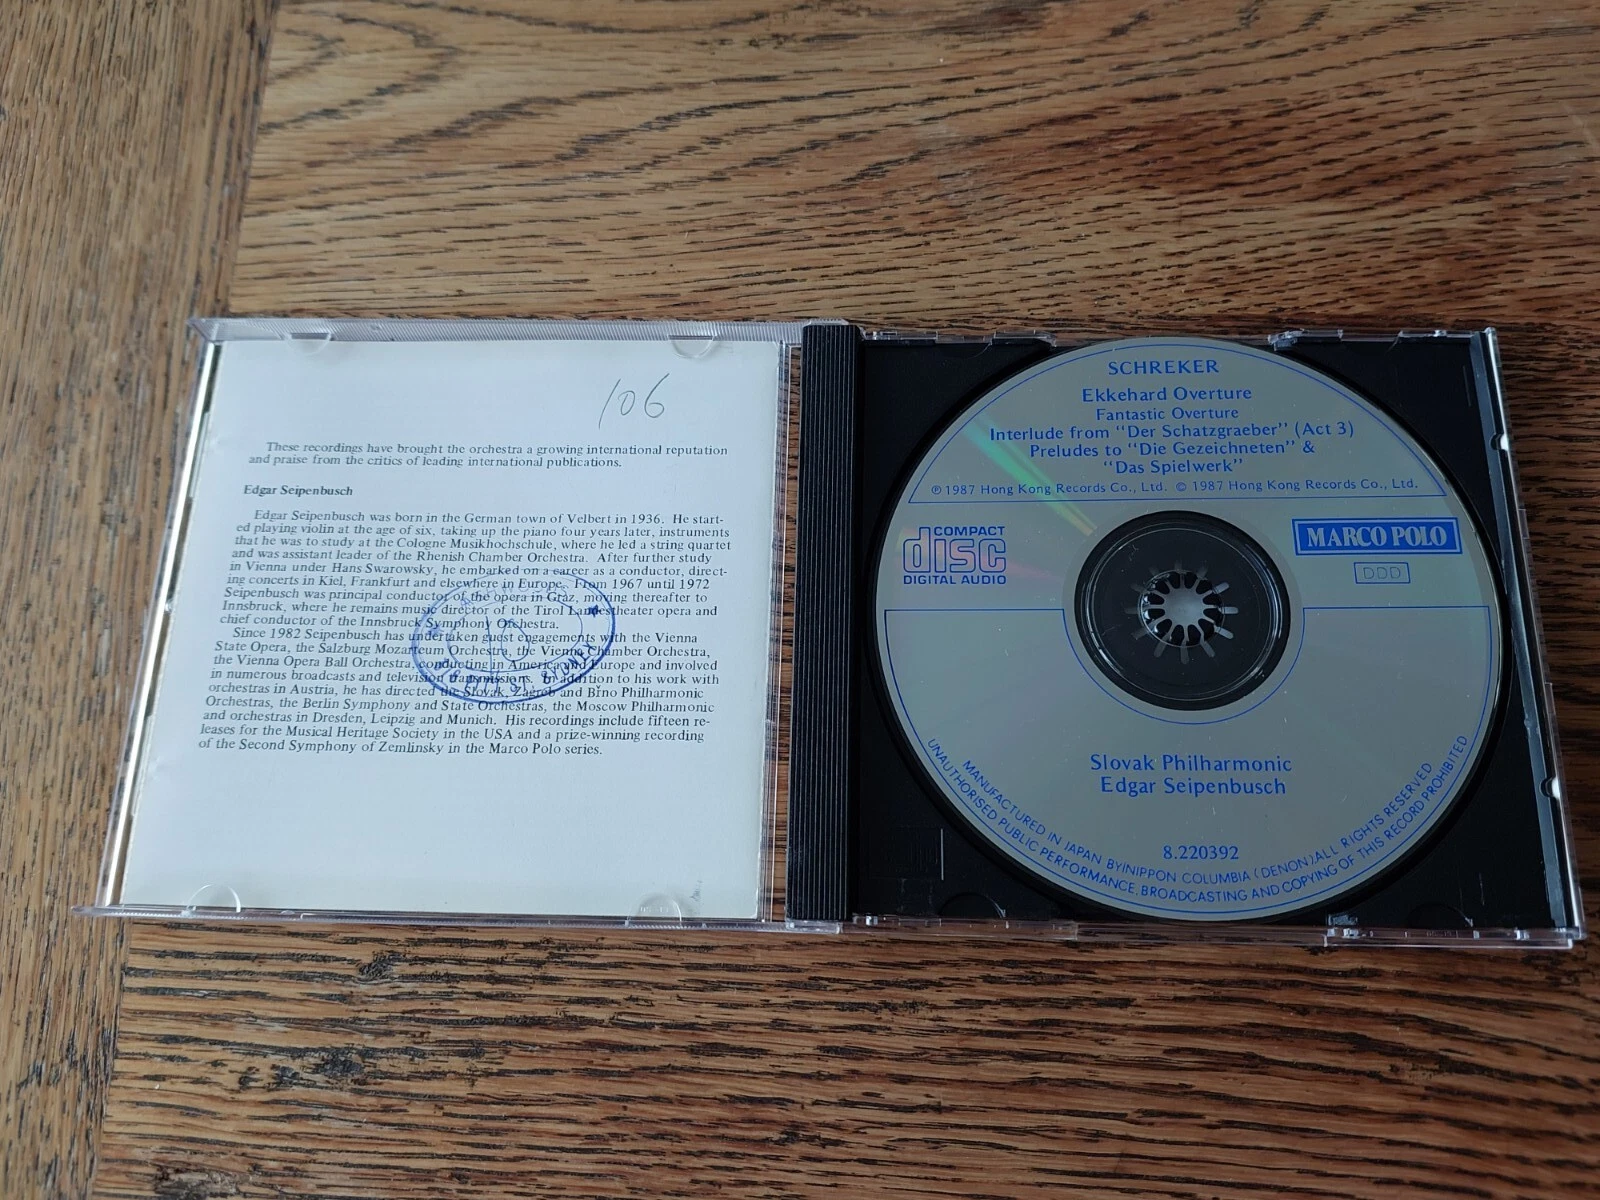 106
These recordings have brought the orchestra a growing international reputation
and praise from the critics of leading international publications.
Edgar Seipenbusch
Edgar Seipenbusch was born in the German town of Velbert in 1936. He start-
ed playing violin at the age of six, taking up the piano four years later, instruments
that he was to study at the Cologne Musikhochschule, where he led a string quartet
and was assistant leader of the Rhenish Chamber Orchestra. After further study
in Vienna under Hans Swarowsky, he embarked on a career as a conductor, direct-
ing concerts in Kiel, Frankfurt and elsewhere in Europe. From 1967 until 1972
Seipenbusch was principal conductor of the opera in Graz, moving thereafter to
Innsbruck, where he remains music director of the Tirol Landestheater opera and
chief conductor of the Innsbruck Symphony Orchestra.
Since 1982 Seipenbusch has undertaken guest engagements with the Vienna
State Opera, the Salzburg Mozarteum Orchestra, the Vienna Chamber Orchestra,
the Vienna Opera Ball Orchestra, conducting in America and Europe and involved
in numerous broadcasts and television transmissions. In addition to his work with
orchestras in Austria, he has directed the Slovak, Zagreb and Brno Philharmonic
Orchestras, the Berlin Symphony and State Orchestras, the Moscow Philharmonic
and orchestras in Dresden, Leipzig and Munich. His recordings include fifteen re-
leases for the Musical Heritage Society in the USA and a prize-winning recording
of the Second Symphony of Zemlinsky in the Marco Polo series.
SCHREKER
Ekkehard Overture
Fantastic Overture
Interlude from "Der Schatzgraeber" (Act 3)
Preludes to "Die Gezeichneten" &
"Das Spielwerk"
℗ 1987 Hong Kong Records Co., Ltd. © 1987 Hong Kong Records Co., Ltd.
COMPACT
disc
DIGITAL AUDIO
MARCO POLO
DDD
Slovak Philharmonic
Edgar Seipenbusch
8.220392
MANUFACTURED IN JAPAN BY NIPPON COLUMBIA (DENON) ALL RIGHTS RESERVED
UNAUTHORISED PUBLIC PERFORMANCE, BROADCASTING AND COPYING OF THIS RECORD PROHIBITED